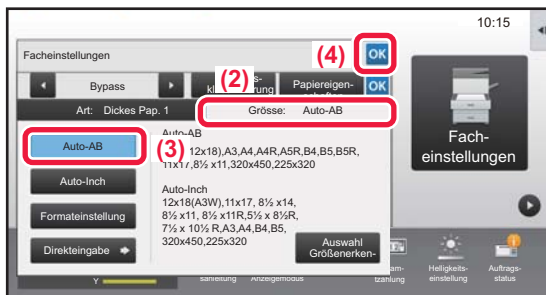 10:15
Facheinstellungen
(4)
OK
Bypass
(2)
Papiereigen-
OK
Art: Dickes Pap. 1
Grösse: Auto-AB
Auto-AB
(3)
Auto-AB
12x18),A3,A4,A4R,A5R,B4,B5,B5R,
11x17,8½ x11,320x450,225x320
Auto-Inch
Auto-Inch
12x18(A3W),11x17, 8½ x14,
8½ x11, 8½ x11R,5½ x 8½R,
7½ x 10½ R,A3,A4,B4,B5,
320x450,225x320
Formateinstellung
Direkteingabe
Auswahl
Größenerken-
Fach-
einstellungen
Y
Anzeigemodus
zählung
Helligkeits-
einstellung
Auftrags-
status